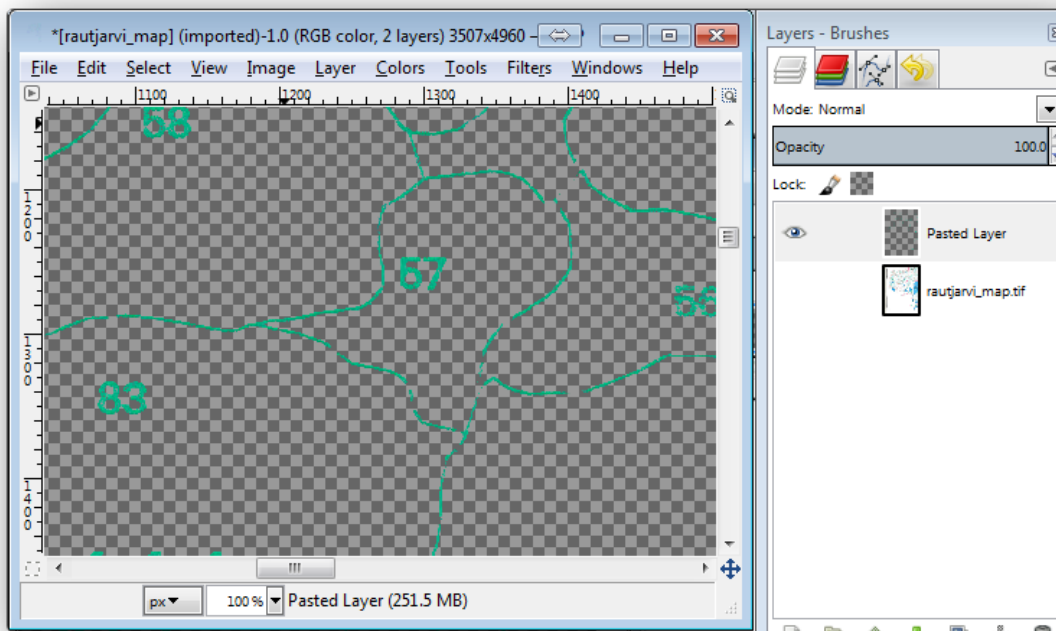 *[rautjarvi_map] (imported)-1.0 (RGB color, 2 layers) 3507x4960 –
File Edit Select View Image Layer Colors Tools Filters Windows Help
1100 1200 1300 1400
1200
1300
1400
58
57
56
83
px 100% Pasted Layer (251.5 MB)
Layers - Brushes
Mode: Normal
Opacity 100.0
Lock:
Pasted Layer
rautjarvi_map.tif